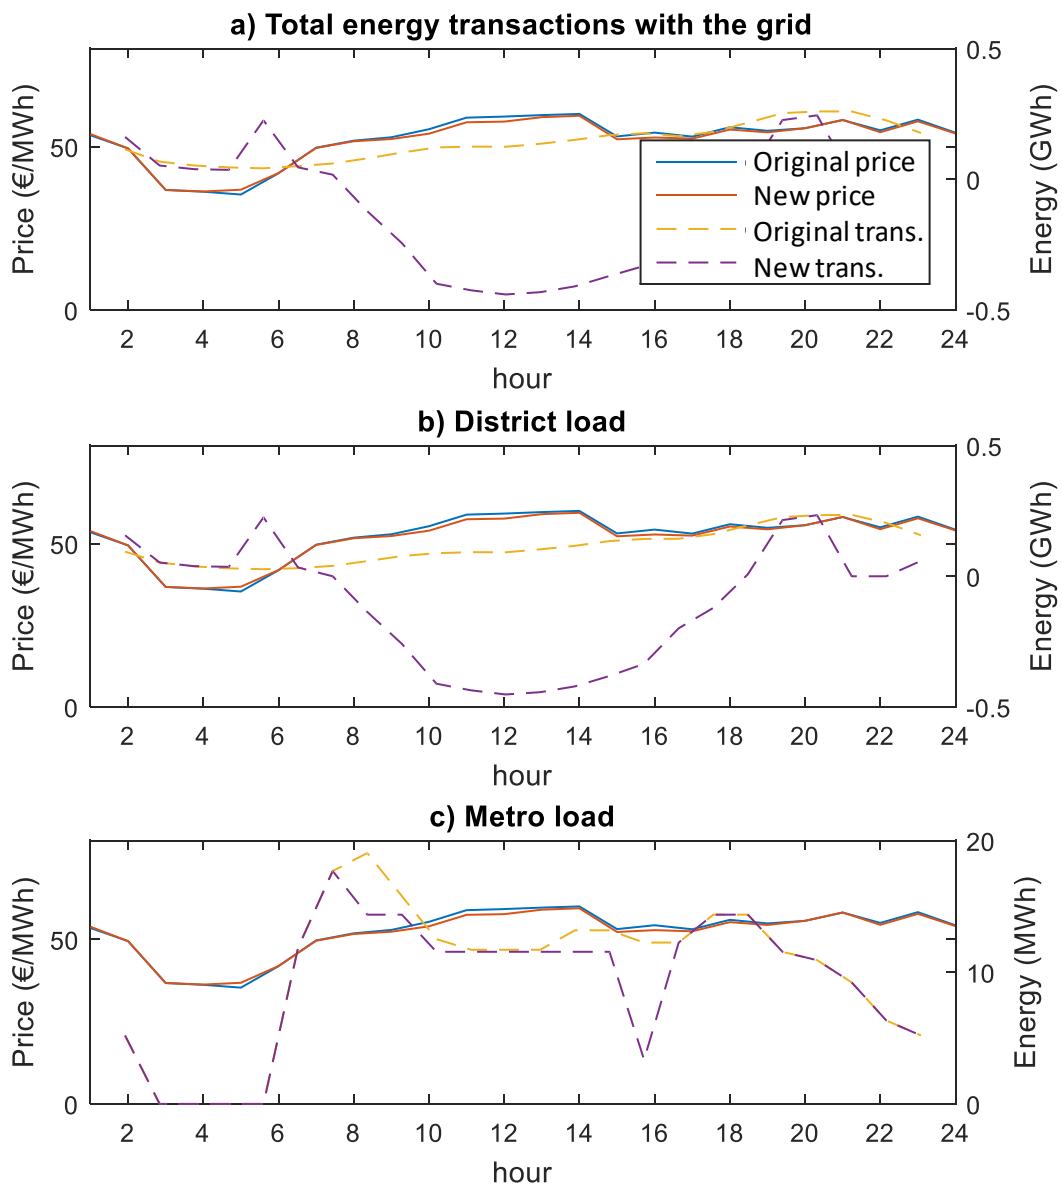 a) Total energy transactions with the grid
Price (€/MWh)
50
0
0.5
0
-0.5
Energy (GWh)
Original price
New price
Original trans.
New trans.
2 4 6 8 10 12 14 16 18 20 22 24
hour
b) District load
Price (€/MWh)
50
0
0.5
0
-0.5
Energy (GWh)
2 4 6 8 10 12 14 16 18 20 22 24
hour
c) Metro load
Price (€/MWh)
50
0
20
10
0
Energy (MWh)
2 4 6 8 10 12 14 16 18 20 22 24
hour